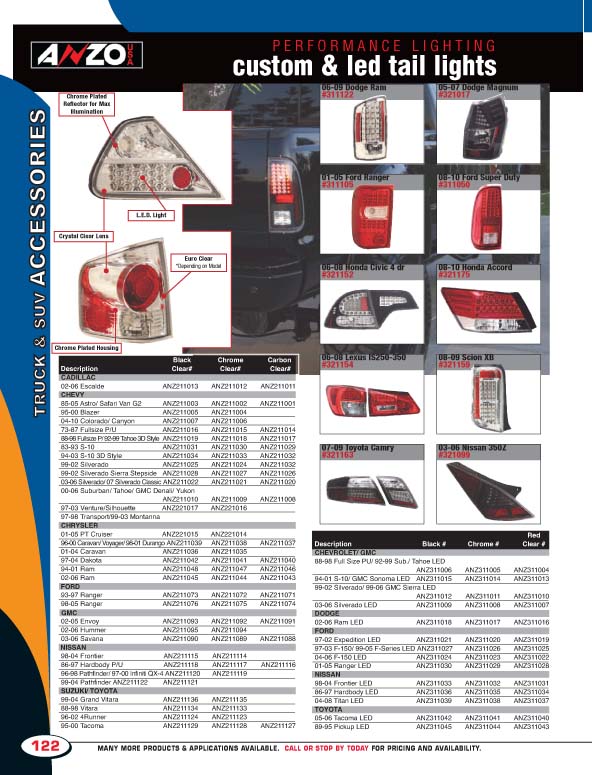 ANZO USA
PERFORMANCE LIGHTING
custom & led tail lights
TRUCK & SUV ACCESSORIES
Chrome Plated
Reflector for Max
Illumination
L.E.D. Light
Crystal Clear Lens
Euro Clear
*Depending on Model
Chrome Plated Housing
06-09 Dodge Ram
#311122
05-07 Dodge Magnum
#321017
01-05 Ford Ranger
#311105
08-10 Ford Super Duty
#311050
06-08 Honda Civic 4 dr
#321152
08-10 Honda Accord
#321175
06-08 Lexus IS250-350
#321154
08-09 Scion XB
#321159
07-09 Toyota Camry
#321163
03-06 Nissan 350Z
#321099
Black Chrome Carbon
Description Clear# Clear# Clear#
CADILLAC
02-06 Escalde ANZ211013 ANZ211012 ANZ211011
CHEVY
85-05 Astro/ Safari Van G2 ANZ211003 ANZ211002 ANZ211001
95-00 Blazer ANZ211005 ANZ211004
04-10 Colorado/ Canyon ANZ211007 ANZ211006
73-87 Fullsize P/U ANZ211016 ANZ211015 ANZ211014
88-98 Fullsize P/ 92-99 Tahoe 3D Style ANZ211019 ANZ211018 ANZ211017
83-93 S-10 ANZ211031 ANZ211030 ANZ211029
94-03 S-10 3D Style ANZ211034 ANZ211033 ANZ211032
99-02 Silverado ANZ211025 ANZ211024 ANZ211032
99-02 Silverado Sierra Stepside ANZ211028 ANZ211027 ANZ211026
03-06 Silverado/ 07 Silverado Classic ANZ211022 ANZ211021 ANZ211020
00-06 Suburban/ Tahoe/ GMC Denali/ Yukon
ANZ211010 ANZ211009 ANZ211008
97-03 Venture/Silhouette ANZ221017 ANZ221016
97-98 Transport/99-03 Montanna
CHRYSLER
01-05 PT Cruiser ANZ221015 ANZ221014
96-00 Caravan/ Voyager/ 98-01 Durango ANZ211039 ANZ211038 ANZ211037
01-04 Caravan ANZ211036 ANZ211035
97-04 Dakota ANZ211042 ANZ211041 ANZ211040
94-01 Ram ANZ211048 ANZ211047 ANZ211046
02-06 Ram ANZ211045 ANZ211044 ANZ211043
FORD
93-97 Ranger ANZ211073 ANZ211072 ANZ211071
98-05 Ranger ANZ211076 ANZ211075 ANZ211074
GMC
02-05 Envoy ANZ211093 ANZ211092 ANZ211091
02-06 Hummer ANZ211095 ANZ211094
03-06 Savana ANZ211090 ANZ211089 ANZ211088
NISSAN
98-04 Frontier ANZ211115 ANZ211114
86-97 Hardbody P/U ANZ211118 ANZ211117 ANZ211116
96-98 Pathfinder/ 97-00 Infiniti QX-4 ANZ211120 ANZ211119
99-04 Pathfinder ANZ211122 ANZ211121
SUZUKI/ TOYOTA
99-04 Grand Vitara ANZ211136 ANZ211135
88-98 Vitara ANZ211134 ANZ211133
96-02 4Runner ANZ211124 ANZ211123
95-00 Tacoma ANZ211129 ANZ211128 ANZ211127
Red
Description Black # Chrome # Clear #
CHEVROLET/ GMC
88-98 Full Size PU/ 92-99 Sub./ Tahoe LED
ANZ311006 ANZ311005 ANZ311004
94-01 S-10/ GMC Sonoma LED ANZ311015 ANZ311014 ANZ311013
99-02 Silverado/ 99-06 GMC Sierra LED
ANZ311012 ANZ311011 ANZ311010
03-06 Silverado LED ANZ311009 ANZ311008 ANZ311007
DODGE
02-06 Ram LED ANZ311018 ANZ311017 ANZ311016
FORD
97-02 Expedition LED ANZ311021 ANZ311020 ANZ311019
97-03 F-150/ 99-05 F-Series LED ANZ311027 ANZ311026 ANZ311025
04-06 F-150 LED ANZ311024 ANZ311023 ANZ311022
01-05 Ranger LED ANZ311030 ANZ311029 ANZ311028
NISSAN
98-04 Frontier LED ANZ311033 ANZ311032 ANZ311031
86-97 Hardbody LED ANZ311036 ANZ311035 ANZ311034
04-08 Titan LED ANZ311039 ANZ311038 ANZ311037
TOYOTA
05-06 Tacoma LED ANZ311042 ANZ311041 ANZ311040
89-95 Pickup LED ANZ311045 ANZ311044 ANZ311043
122 MANY MORE PRODUCTS & APPLICATIONS AVAILABLE. CALL OR STOP BY TODAY FOR PRICING AND AVAILABILITY.